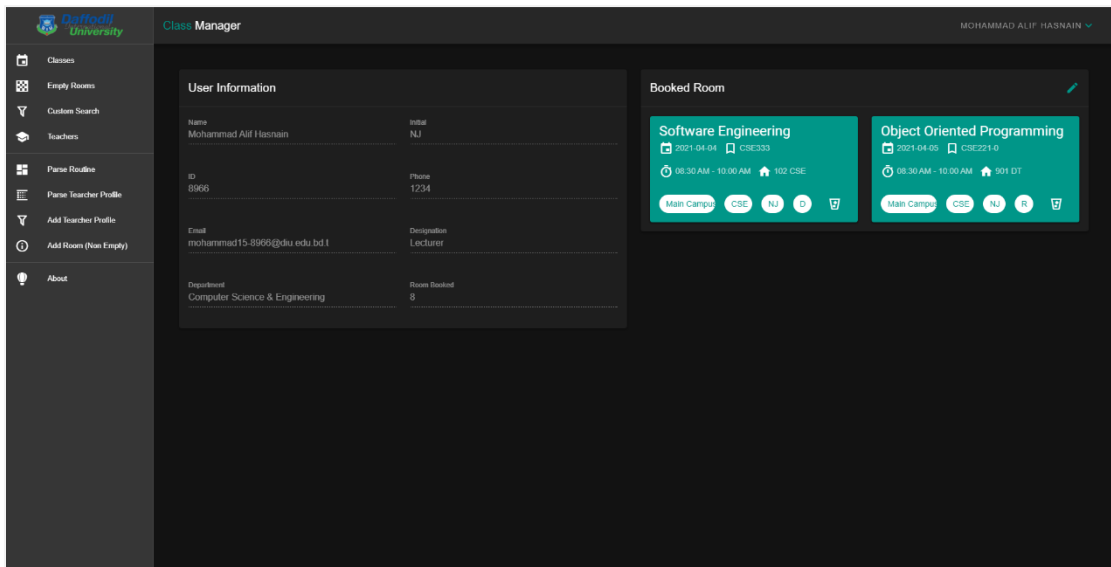 Daffodil
University
Class Manager
MOHAMMAD ALIF HASNAIN
Classes
Empty Rooms
Custom Search
Teachers
Parse Routine
Parse Tearcher Profile
Add Tearcher Profile
Add Room (Non Empty)
About
User Information
Name
Mohammad Alif Hasnain
Initial
NJ
ID
8966
Phone
1234
Email
mohammad15-8966@diu.edu.bd.t
Designation
Lecturer
Department
Computer Science & Engineering
Room Booked
8
Booked Room
Software Engineering
2021-04-04 CSE333
08:30 AM - 10:00 AM 102 CSE
Main Campus CSE NJ D
Object Oriented Programming
2021-04-05 CSE221-0
08:30 AM - 10:00 AM 901 DT
Main Campus CSE NJ R